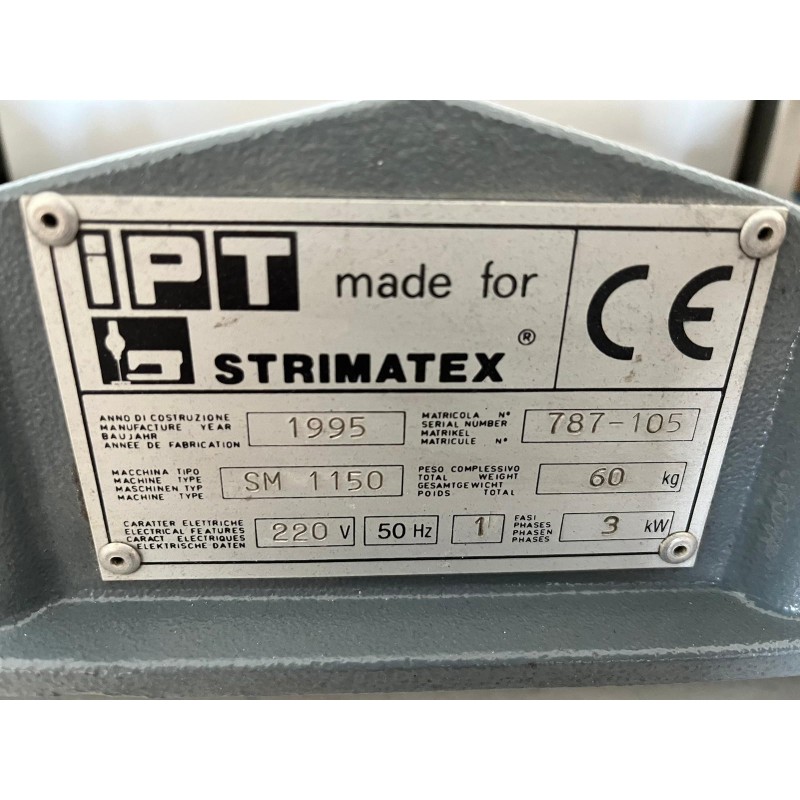 iPT made for
STRIMATEX ®
CE
ANNO DI COSTRUZIONE
MANUFACTURE YEAR
BAUJAHR
ANNEE DE FABRICATION
1995
MATRICOLA N°
SERIAL NUMBER
MATRIKEL
MATRICULE N°
787-105
MACCHINA TIPO
MACHINE TYPE
MASCHINEN TYP
MACHINE TYPE
SM 1150
PESO COMPLESSIVO
TOTAL WEIGHT
GESAMTGEWICHT
POIDS TOTAL
60 kg
CARATTER ELETTRICHE
ELECTRICAL FEATURES
CARACT ELECTRIQUES
ELEKTRISCHE DATEN
220 V
50 Hz
1
FASI
PHASES
PHASEN
PHASES
3 kW